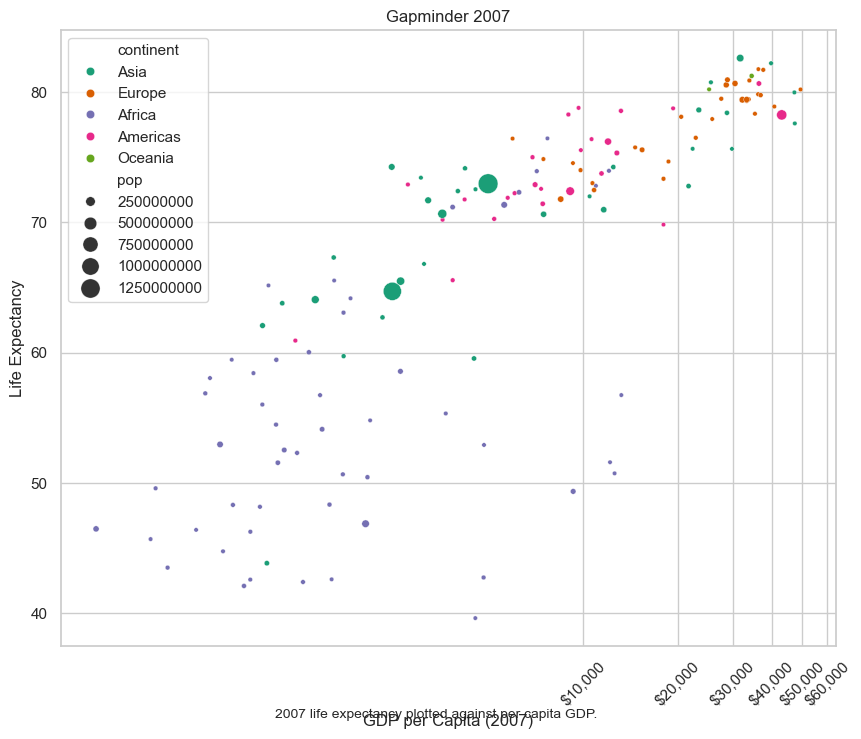 Gapminder 2007
continent
Asia
Europe
Africa
Americas
Oceania
pop
250000000
500000000
750000000
1000000000
1250000000
80
70
60
50
40
Life Expectancy
$10,000
$20,000
$30,000
$40,000
$50,000
$60,000
2007 life expectancy plotted against per-capita GDP.
GDP per Capita (2007)